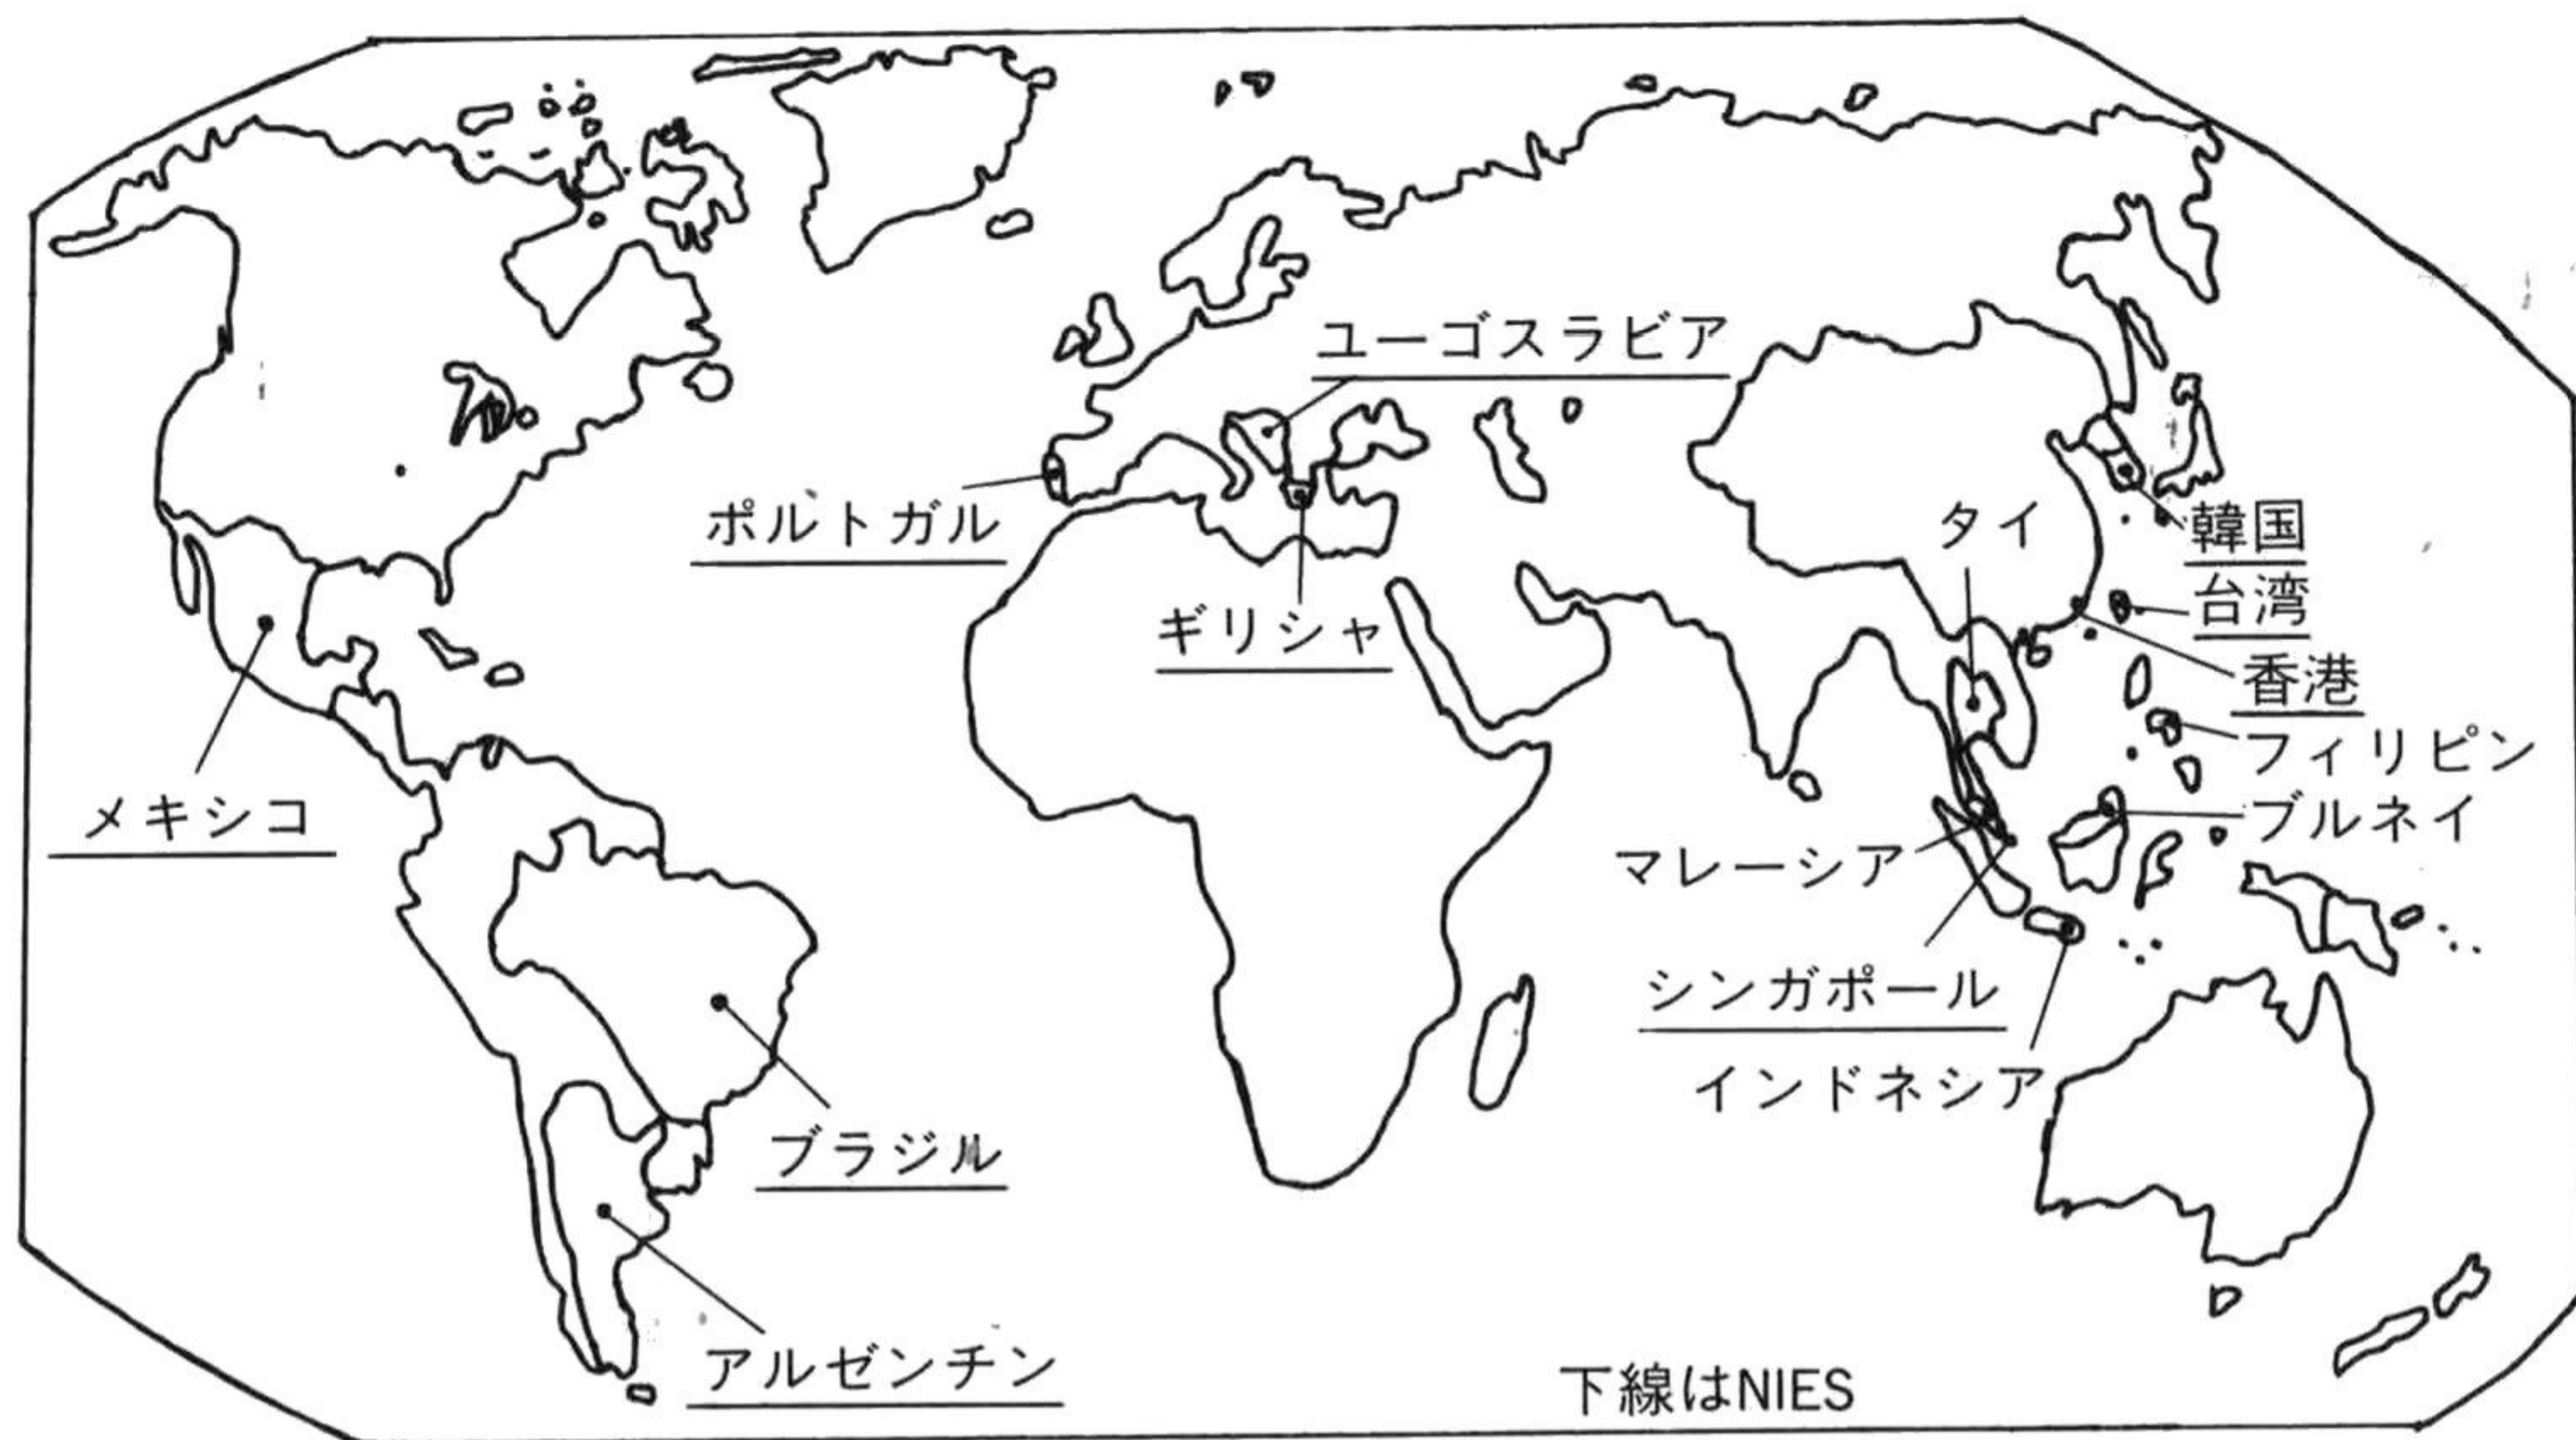 ユーゴスラビア
ポルトガル
タイ
韓国
台湾
ギリシャ
香港
フィリピン
メキシコ
ブルネイ
マレーシア
シンガポール
インドネシア
ブラジル
アルゼンチン
下線はNIES